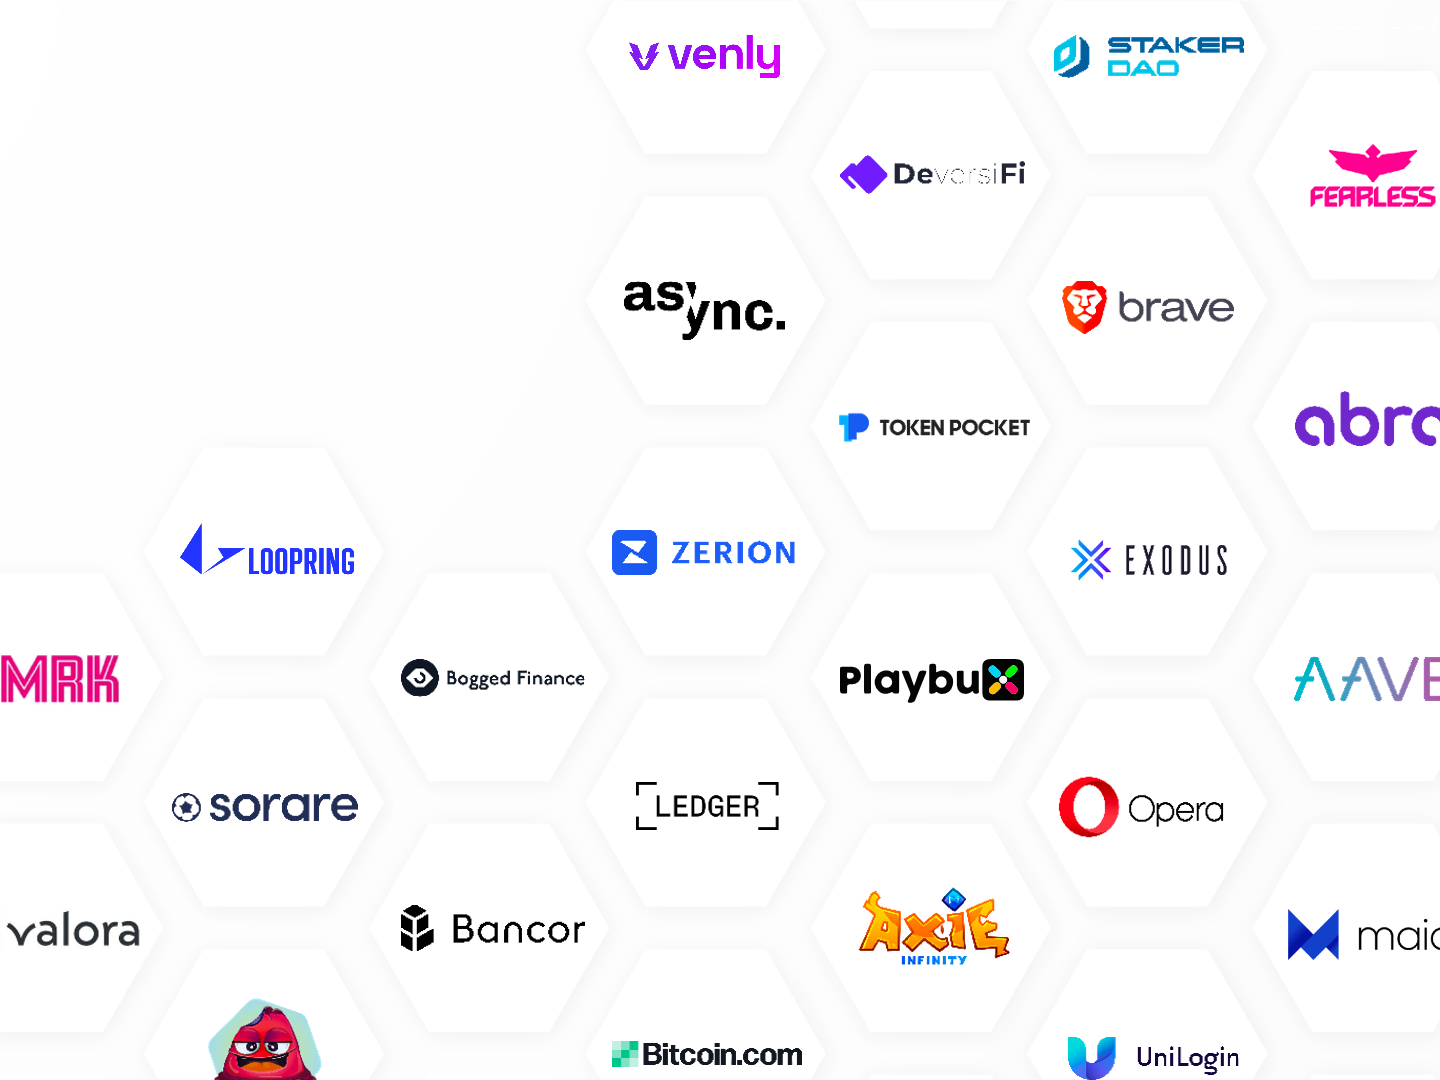 venly
STAKER
DAO
DeversiFi
FEARLESS
async.
brave
abra
TOKEN POCKET
LOOPRING
ZERION
EXODUS
MRK
Bogged Finance
Playbux
AAVE
sorare
LEDGER
Opera
valora
Bancor
AXIE
INFINITY
maic
Bitcoin.com
UniLogin